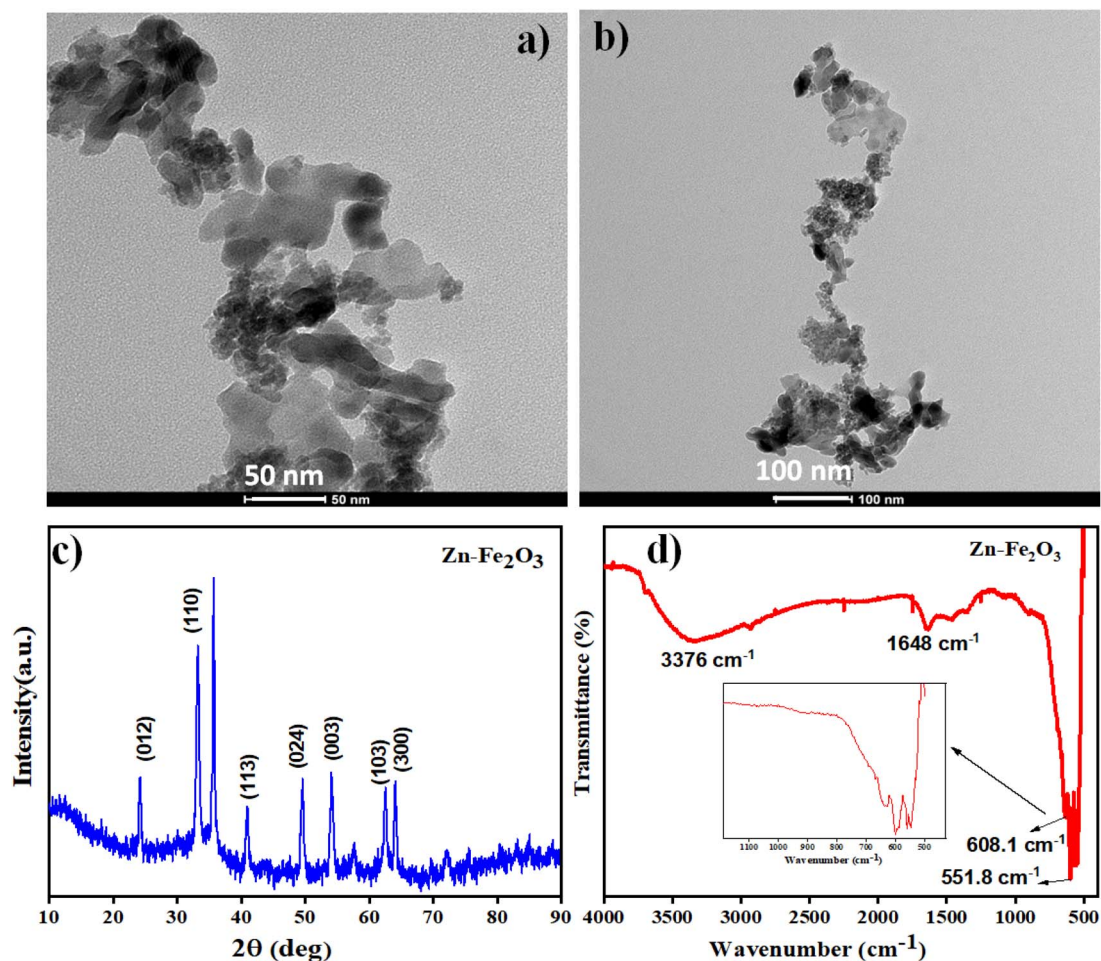 a)
50 nm
50 nm
b)
100 nm
100 nm
c)
Zn-Fe₂O₃
(012)
(110)
(113)
(024)
(003)
(103)
(300)
Intensity(a.u.)
10 20 30 40 50 60 70 80 90
2θ (deg)
d)
Zn-Fe₂O₃
Transmittance (%)
3376 cm⁻¹
1648 cm⁻¹
1100 1000 900 800 700 600 500
Wavenumber (cm⁻¹)
608.1 cm⁻¹
551.8 cm⁻¹
4000 3500 3000 2500 2000 1500 1000 500
Wavenumber (cm⁻¹)